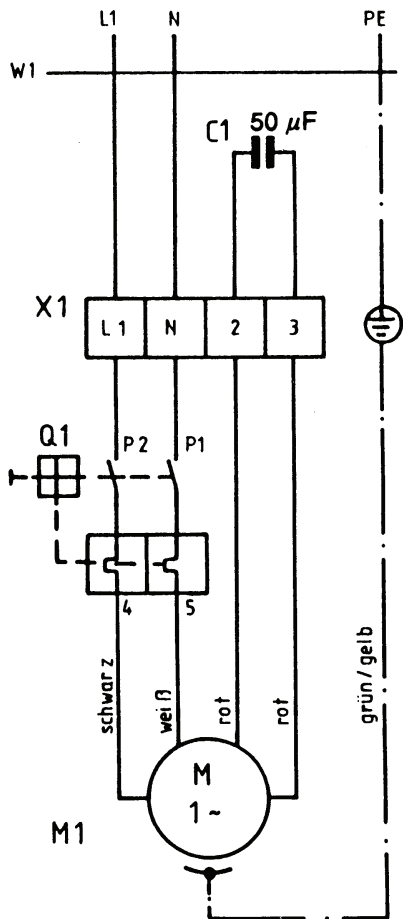 L1 N PE
W1
C1 50 µF
X1
L1 N 2 3
Q1
P2 P1
4 5
schwarz
weiß
rot
rot
grün/gelb
M
1~
M1